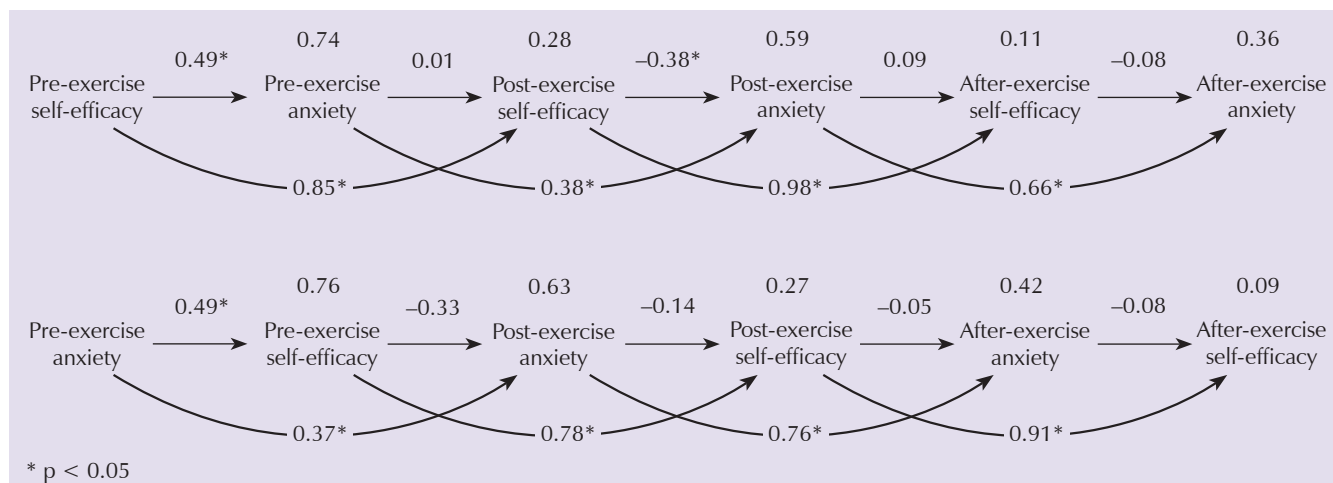 0.74 0.28 0.59 0.11 0.36
0.49* 0.01 –0.38* 0.09 –0.08
Pre-exercise Pre-exercise Post-exercise Post-exercise After-exercise After-exercise
self-efficacy anxiety self-efficacy anxiety self-efficacy anxiety
0.85* 0.38* 0.98* 0.66*
0.76 0.63 0.27 0.42 0.09
0.49* –0.33 –0.14 –0.05 –0.08
Pre-exercise Pre-exercise Post-exercise Post-exercise After-exercise After-exercise
anxiety self-efficacy anxiety self-efficacy anxiety self-efficacy
0.37* 0.78* 0.76* 0.91*
* p < 0.05